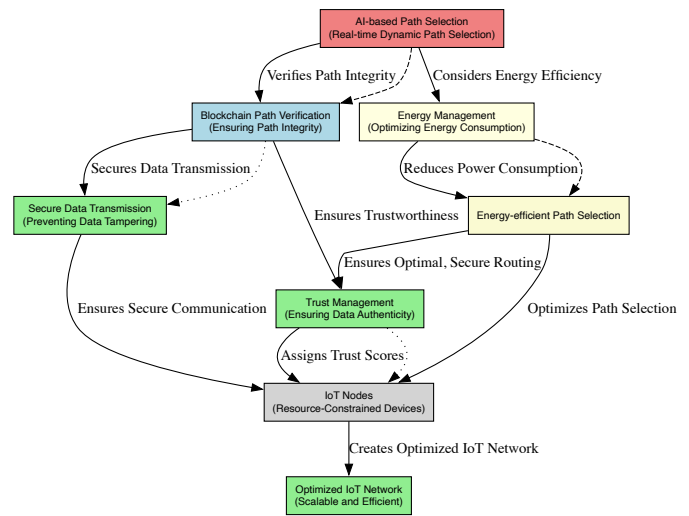 AI-based Path Selection
(Real-time Dynamic Path Selection)
Verifies Path Integrity
Considers Energy Efficiency
Blockchain Path Verification
(Ensuring Path Integrity)
Energy Management
(Optimizing Energy Consumption)
Secures Data Transmission
Reduces Power Consumption
Secure Data Transmission
(Preventing Data Tampering)
Ensures Trustworthiness
Energy-efficient Path Selection
Ensures Optimal, Secure Routing
Ensures Secure Communication
Trust Management
(Ensuring Data Authenticity)
Optimizes Path Selection
Assigns Trust Scores
IoT Nodes
(Resource-Constrained Devices)
Creates Optimized IoT Network
Optimized IoT Network
(Scalable and Efficient)